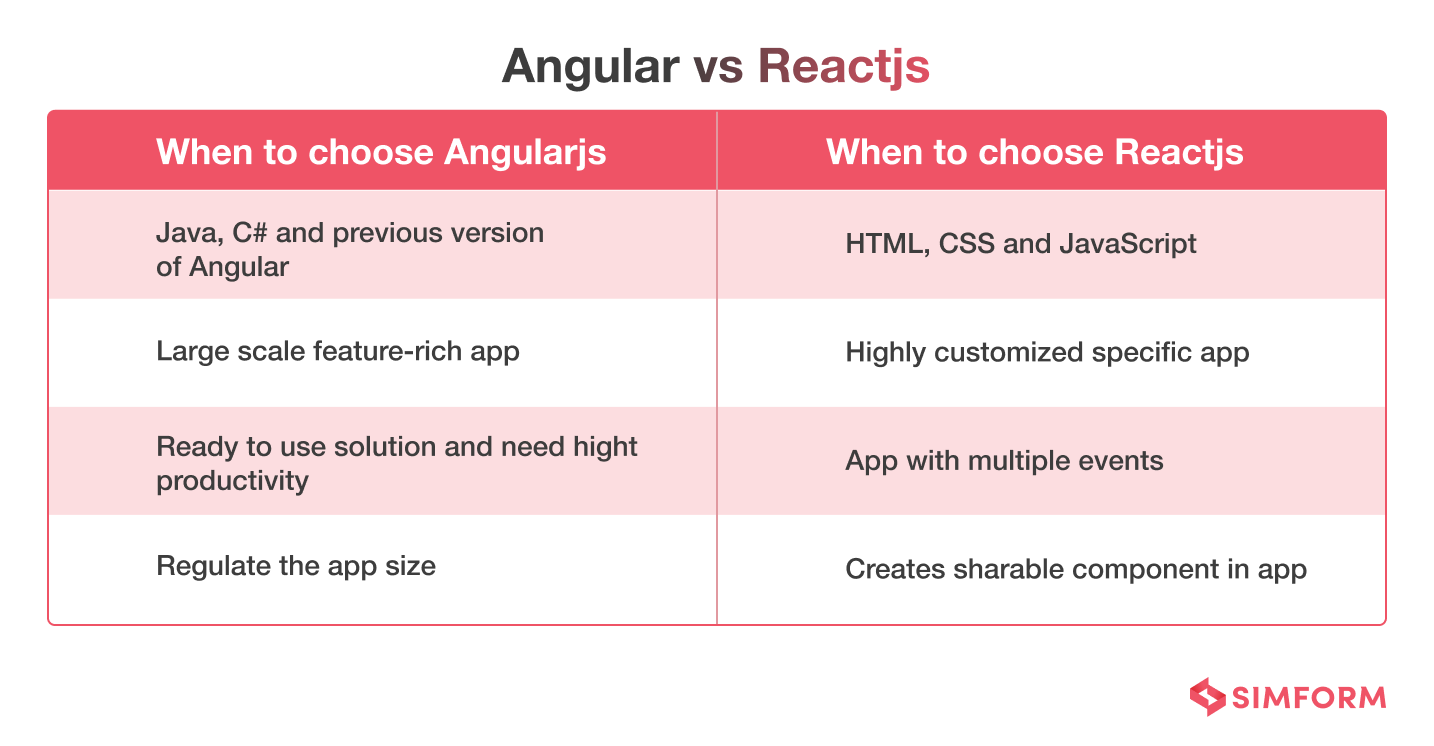 Angular vs Reactjs
When to choose Angularjs
When to choose Reactjs
Java, C# and previous version
of Angular
HTML, CSS and JavaScript
Large scale feature-rich app
Highly customized specific app
Ready to use solution and need hight
productivity
App with multiple events
Regulate the app size
Creates sharable component in app
SIMFORM